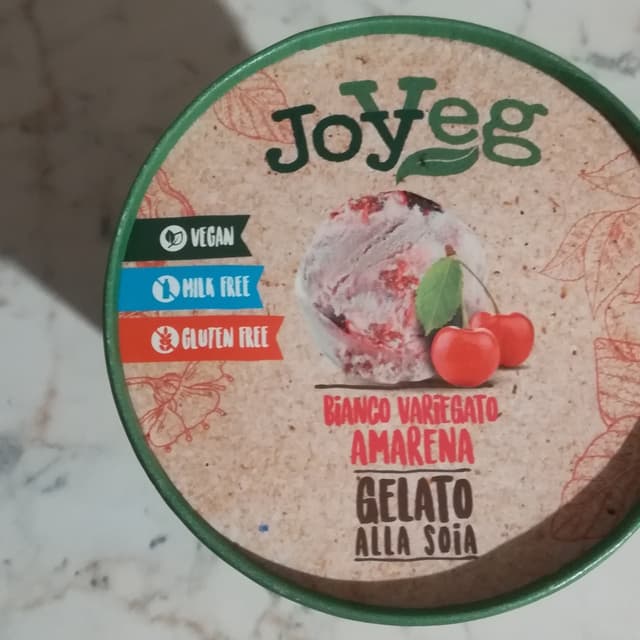 JoyVeg
VEGAN
MILK FREE
GLUTEN FREE
BIANCO VARIEGATO
AMARENA
GELATO
ALLA SOIA